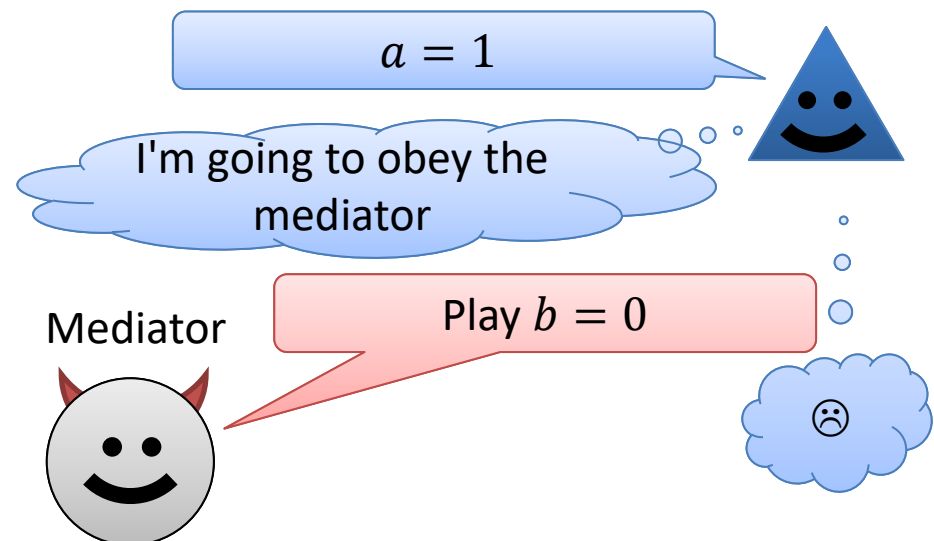 a = 1
I'm going to obey the
mediator
Play b = 0
Mediator
☹